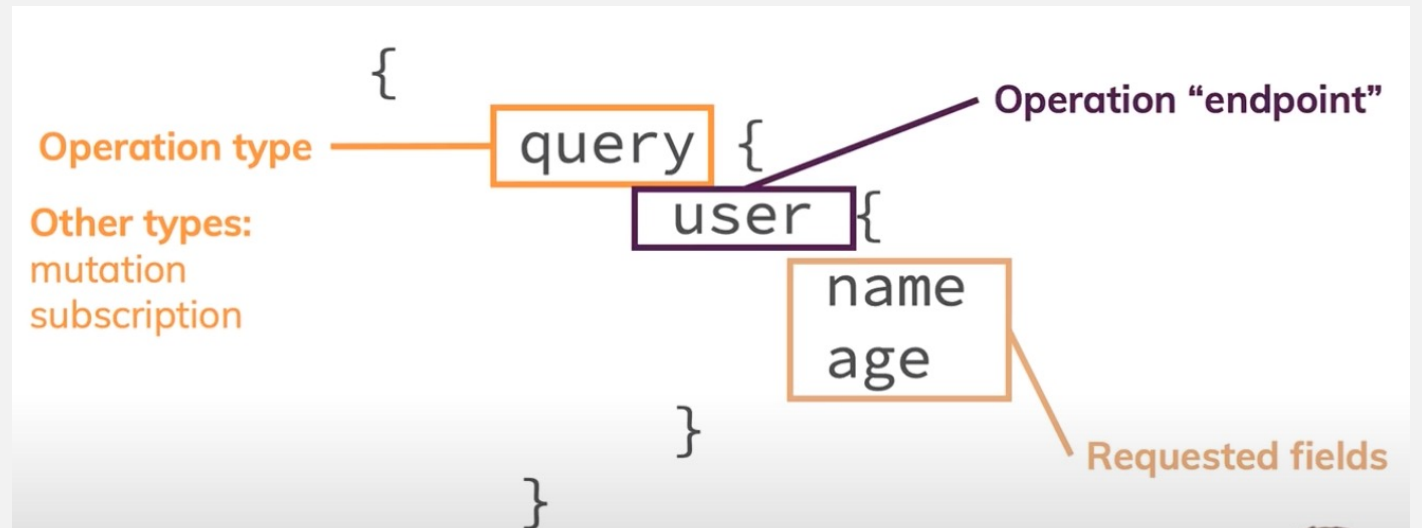 {
Operation "endpoint"
Operation type
query {
Other types:
mutation
subscription
user {
name
age
}
Requested fields
}